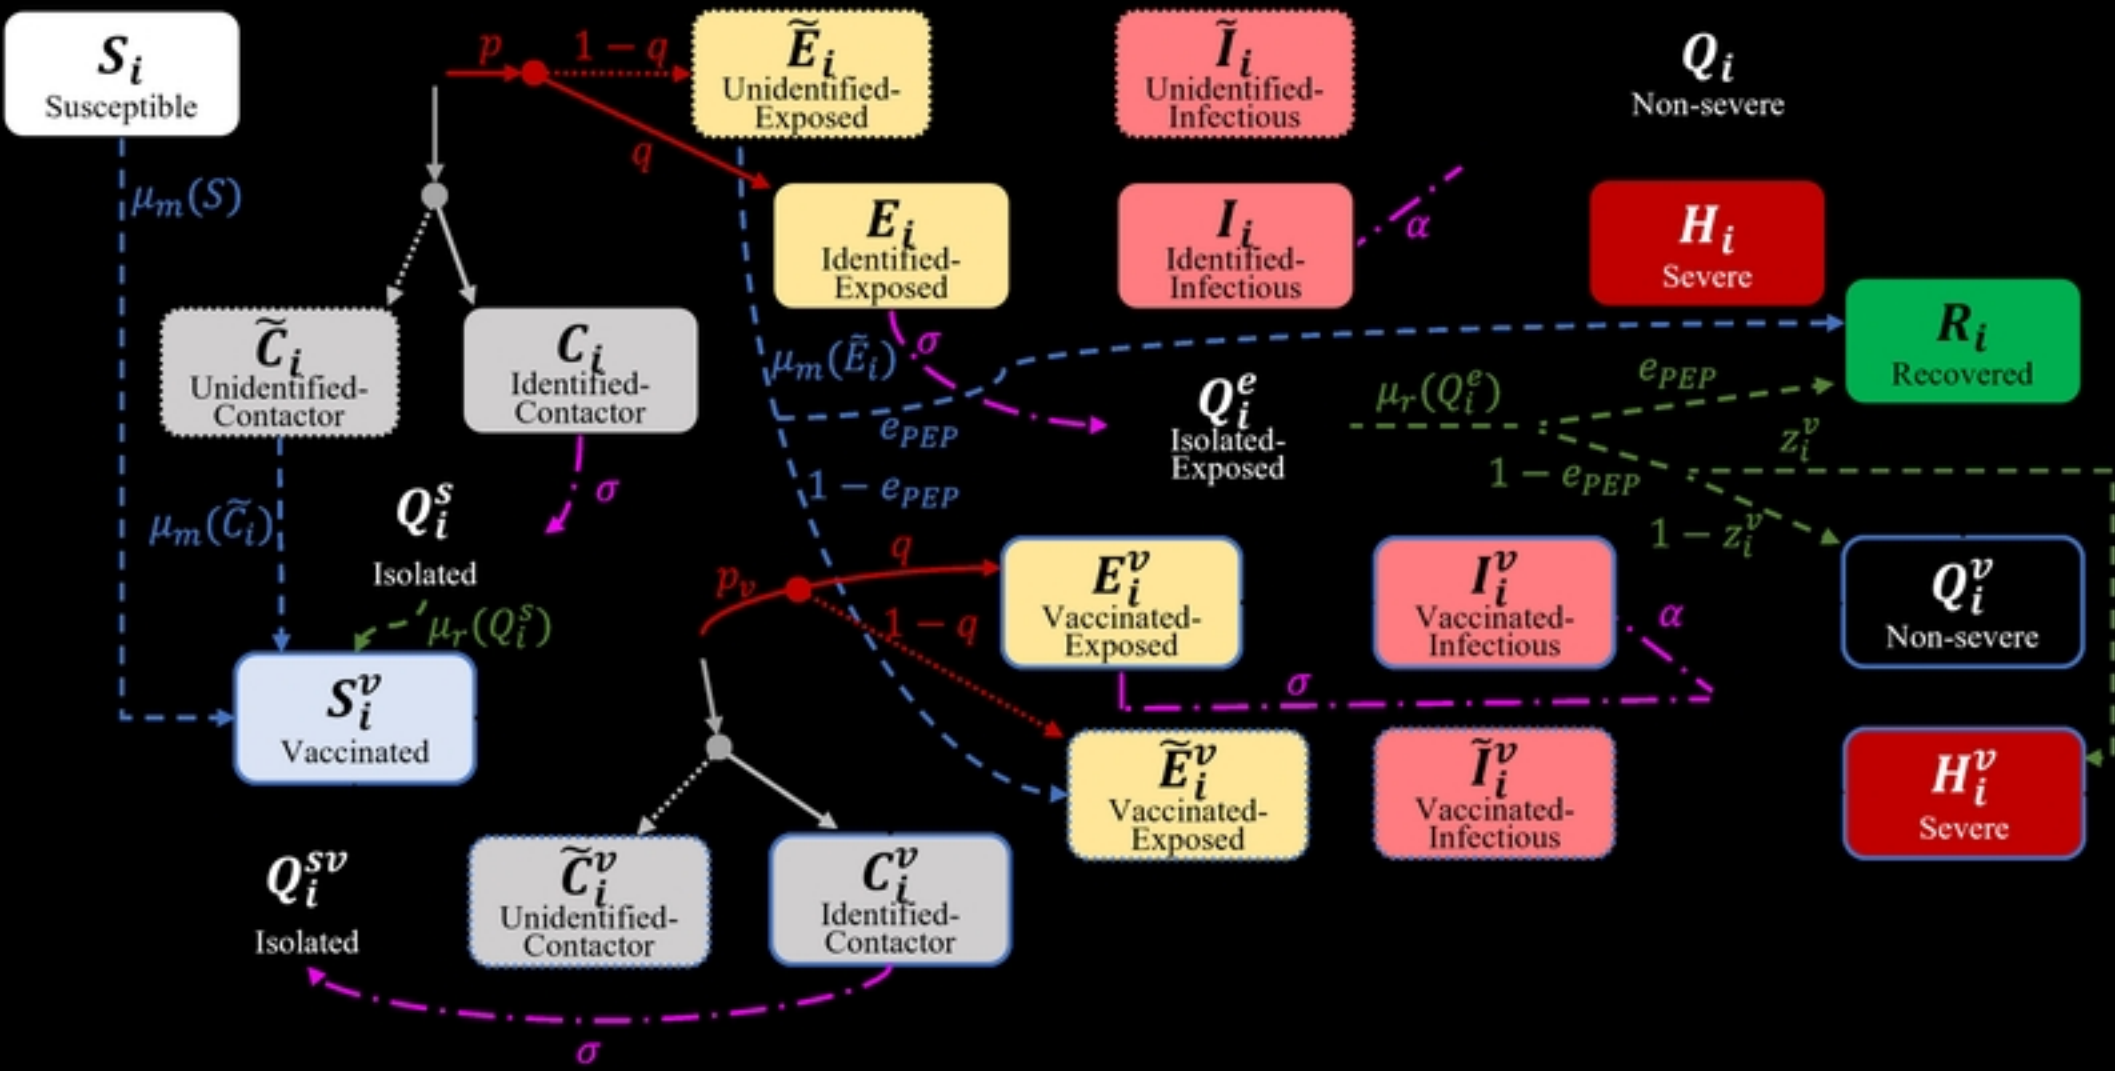 S_i
Susceptible
p
1 − q
q
Ẽ_i
Unidentified-
Exposed
Ĩ_i
Unidentified-
Infectious
Q_i
Non-severe
μ_m(S)
E_i
Identified-
Exposed
I_i
Identified-
Infectious
α
H_i
Severe
C̃_i
Unidentified-
Contactor
C_i
Identified-
Contactor
μ_m(Ẽ_i)
σ
e_PEP
1 − e_PEP
Q_i^e
Isolated-
Exposed
μ_r(Q_i^e)
e_PEP
R_i
Recovered
z_i^v
1 − e_PEP
1 − z_i^v
μ_m(C̃_i)
Q_i^s
Isolated
σ
μ_r(Q_i^s)
p_v
q
1 − q
E_i^v
Vaccinated-
Exposed
I_i^v
Vaccinated-
Infectious
α
Q_i^v
Non-severe
σ
S_i^v
Vaccinated
Ẽ_i^v
Vaccinated-
Exposed
Ĩ_i^v
Vaccinated-
Infectious
H_i^v
Severe
Q_i^sv
Isolated
C̃_i^v
Unidentified-
Contactor
C_i^v
Identified-
Contactor
σ